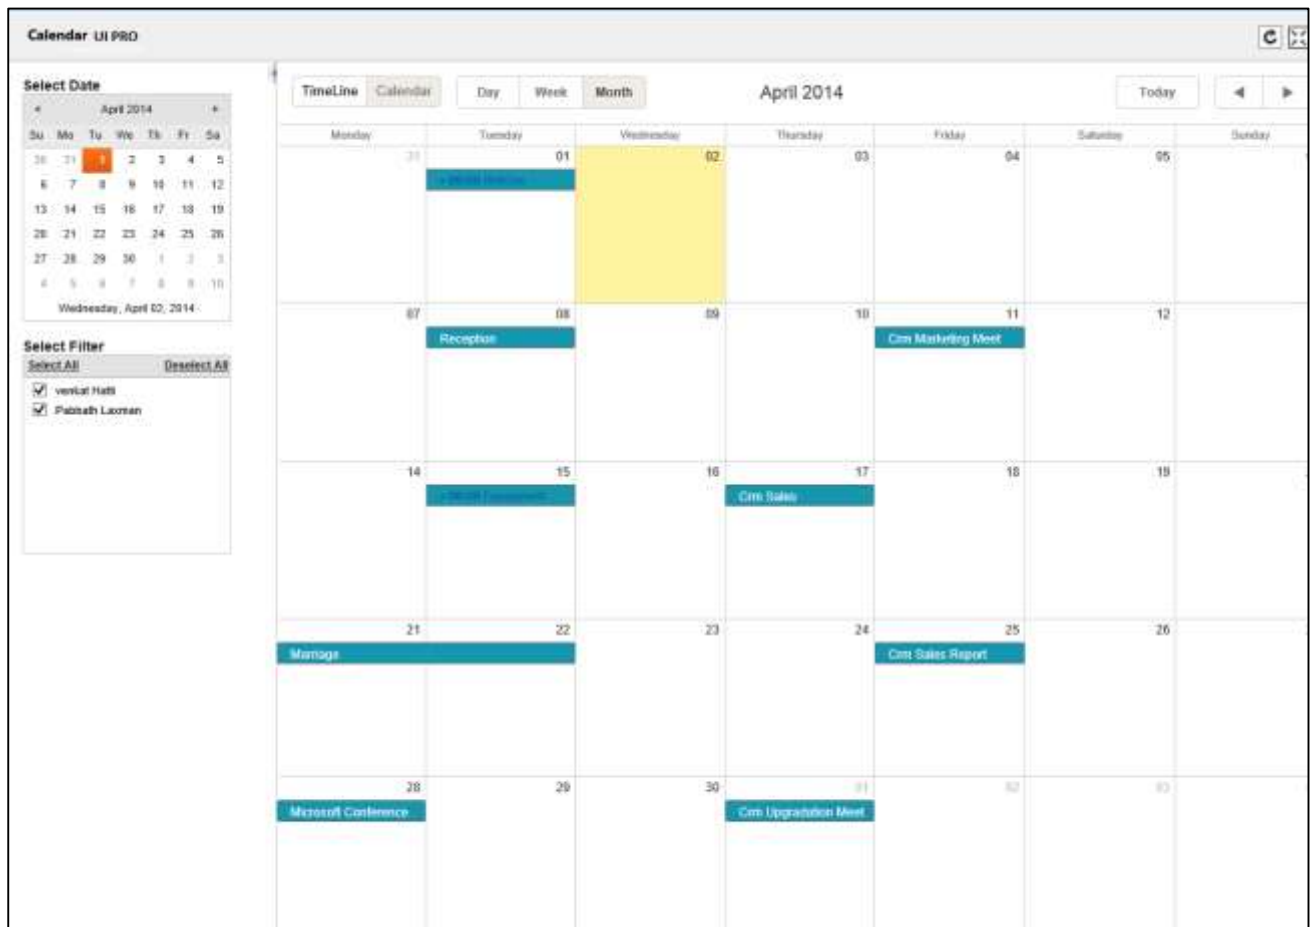 Calendar UI PRO
Select Date
April 2014
Su Mo Tu We Th Fr Sa
30 31 1 2 3 4 5
6 7 8 9 10 11 12
13 14 15 16 17 18 19
20 21 22 23 24 25 26
27 28 29 30 1 2 3
4 5 6 7 8 9 10
Wednesday, April 02, 2014
Select Filter
Select All Deselect All
venkat Hatti
Pabbath Laxman
TimeLine Calendar Day Week Month April 2014 Today
Monday Tuesday Wednesday Thursday Friday Saturday Sunday
31 01 02 03 04 05
07 08 09 10 11 12
Reception Crm Marketing Meet
14 15 16 17 18 19
Crm Sales
21 22 23 24 25 26
Marriage Crm Sales Report
28 29 30 01 02 03
Microsoft Conference Crm Upgradation Meet